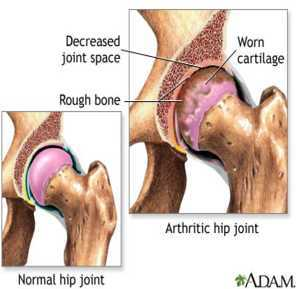 Decreased
joint space
Worn
cartilage
Rough bone
Arthritic hip joint
Normal hip joint
ADAM.